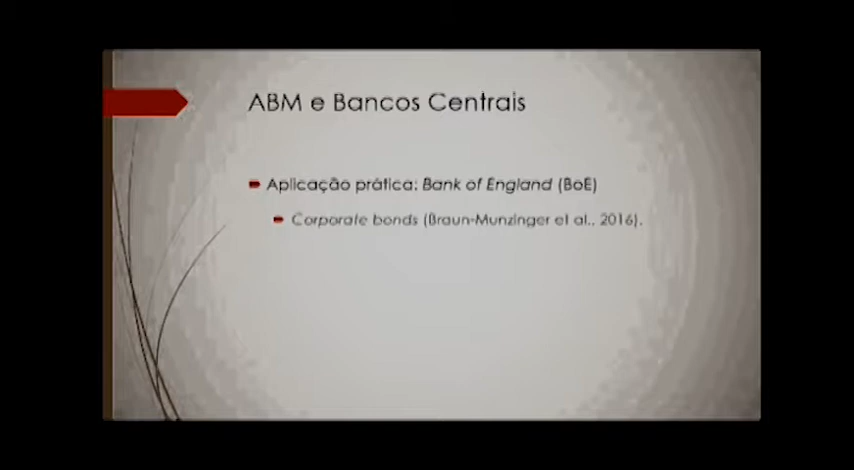 ABM e Bancos Centrais
Aplicação prática: Bank of England (BoE)
Corporate bonds (Braun-Munzinger et al., 2016).